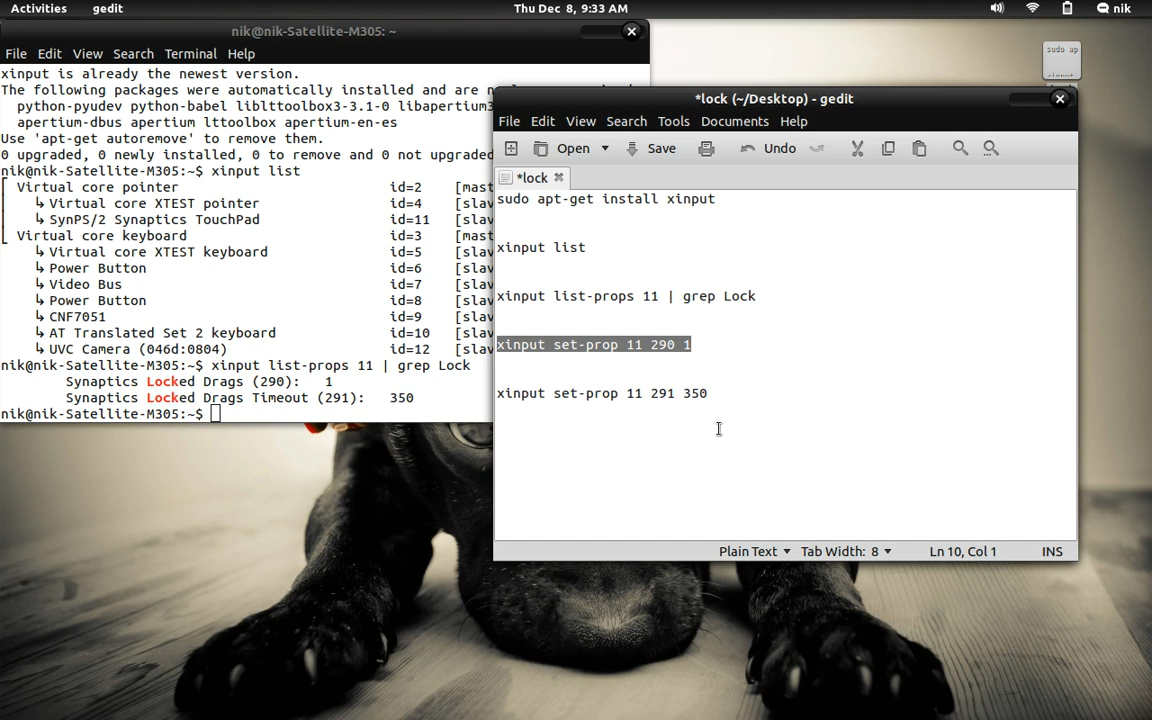 Activities gedit Thu Dec 8, 9:33 AM nik
nik@nik-Satellite-M305: ~
File Edit View Search Terminal Help
xinput is already the newest version.
The following packages were automatically installed and are
python-pyudev python-babel liblttoolbox3-3.1-0 libapertium3
apertium-dbus apertium lttoolbox apertium-en-es
Use 'apt-get autoremove' to remove them.
0 upgraded, 0 newly installed, 0 to remove and 0 not upgraded
nik@nik-Satellite-M305:~$ xinput list
⎡ Virtual core pointer id=2 [mast
↳ Virtual core XTEST pointer id=4 [slav
↳ SynPS/2 Synaptics TouchPad id=11 [slav
⎣ Virtual core keyboard id=3 [mast
↳ Virtual core XTEST keyboard id=5 [slav
↳ Power Button id=6 [slav
↳ Video Bus id=7 [slav
↳ Power Button id=8 [slav
↳ CNF7051 id=9 [slav
↳ AT Translated Set 2 keyboard id=10 [slav
↳ UVC Camera (046d:0804) id=12 [slav
nik@nik-Satellite-M305:~$ xinput list-props 11 | grep Lock
Synaptics Locked Drags (290): 1
Synaptics Locked Drags Timeout (291): 350
nik@nik-Satellite-M305:~$
sudo ap
*lock (~/Desktop) - gedit
File Edit View Search Tools Documents Help
Open Save Undo
*lock
sudo apt-get install xinput
xinput list
xinput list-props 11 | grep Lock
xinput set-prop 11 290 1
xinput set-prop 11 291 350
Plain Text Tab Width: 8 Ln 10, Col 1 INS